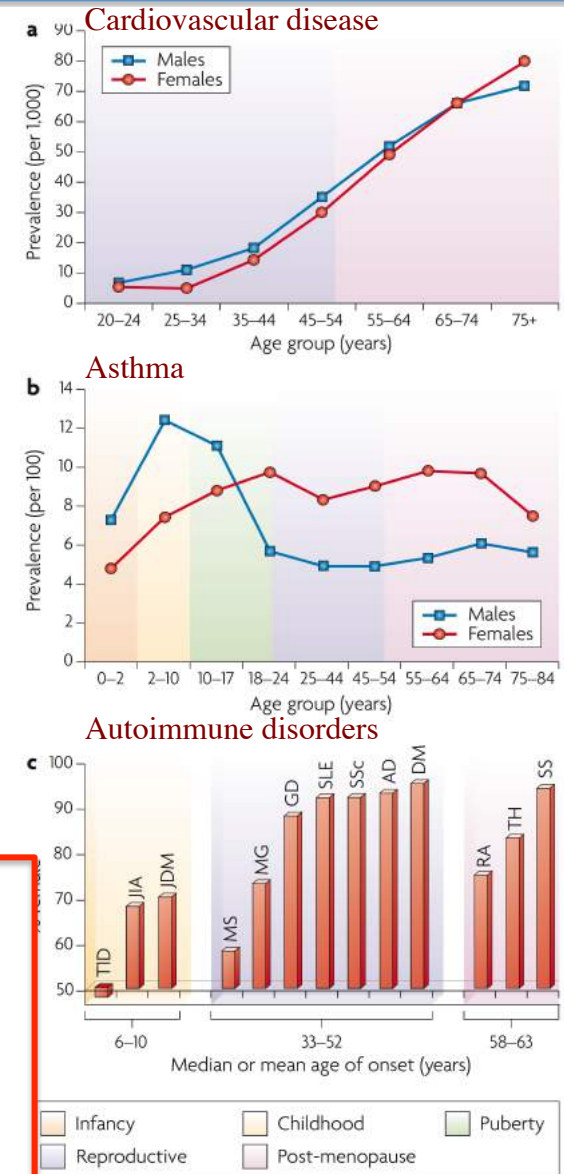 Cardiovascular disease
a
90
80
70
60
50
40
30
20
10
0
Prevalence (per 1,000)
Males
Females
20–24 25–34 35–44 45–54 55–64 65–74 75+
Age group (years)
Asthma
b
14
12
10
8
6
4
2
0
Prevalence (per 100)
Males
Females
0–2 2–10 10–17 18–24 25–44 45–54 55–64 65–74 75–84
Age group (years)
Autoimmune disorders
c
100
90
80
70
60
50
T1D JIA JDM MS MG GD SLE SSc AD DM RA TH SS
6–10 33–52 58–63
Median or mean age of onset (years)
Infancy Childhood Puberty
Reproductive Post-menopause